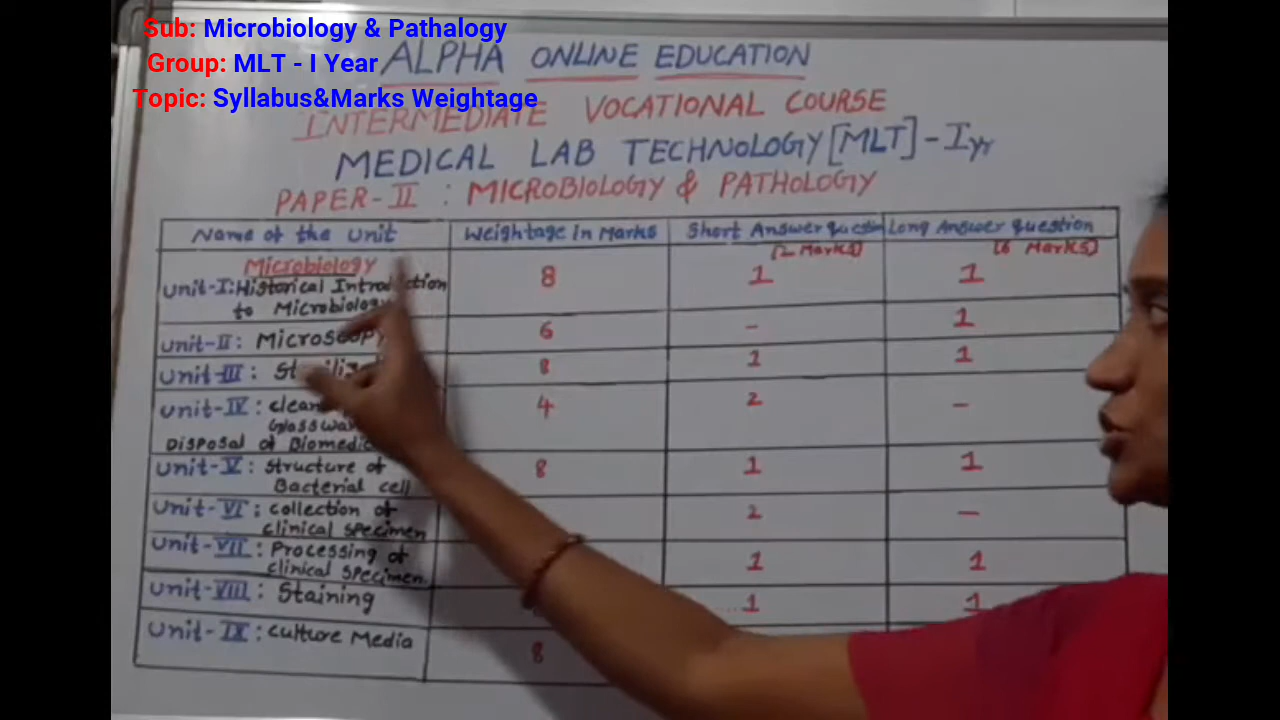 Sub: Microbiology & Pathalogy
Group: MLT - I Year
Topic: Syllabus&Marks Weightage
ALPHA ONLINE EDUCATION
INTERMEDIATE VOCATIONAL COURSE
MEDICAL LAB TECHNOLOGY [MLT] - I yr
PAPER-II : MICROBIOLOGY & PATHOLOGY
Name of the Unit Weightage In Marks Short Answer Question (2 Marks) Long Answer Question (6 Marks)
Microbiology
Unit-I: Historical Introduction 8 1 1
to Microbiology
Unit-II: Microscopy 6 - 1
Unit-III: 8 1 1
Unit-IV: 4 2 -
Disposal of
Unit-V: Structure of 8 1 1
Bacterial cell
Unit-VI: collection of 2 -
clinical specimen
Unit-VII: Processing of 1 1
clinical specimen
Unit-VIII: Staining 1 1
Unit-IX: culture Media 8